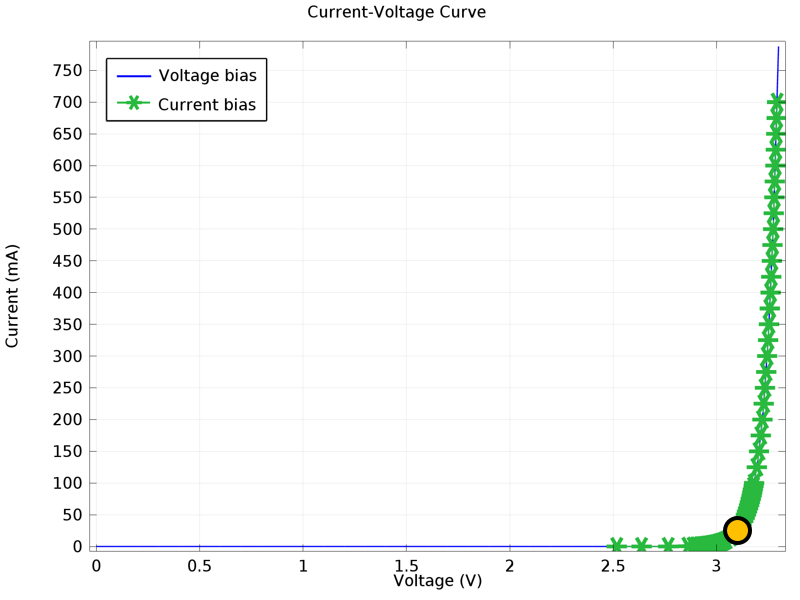 Current-Voltage Curve
Voltage bias
Current bias
Current (mA)
750
700
650
600
550
500
450
400
350
300
250
200
150
100
50
0
0 0.5 1 1.5 2 2.5 3
Voltage (V)